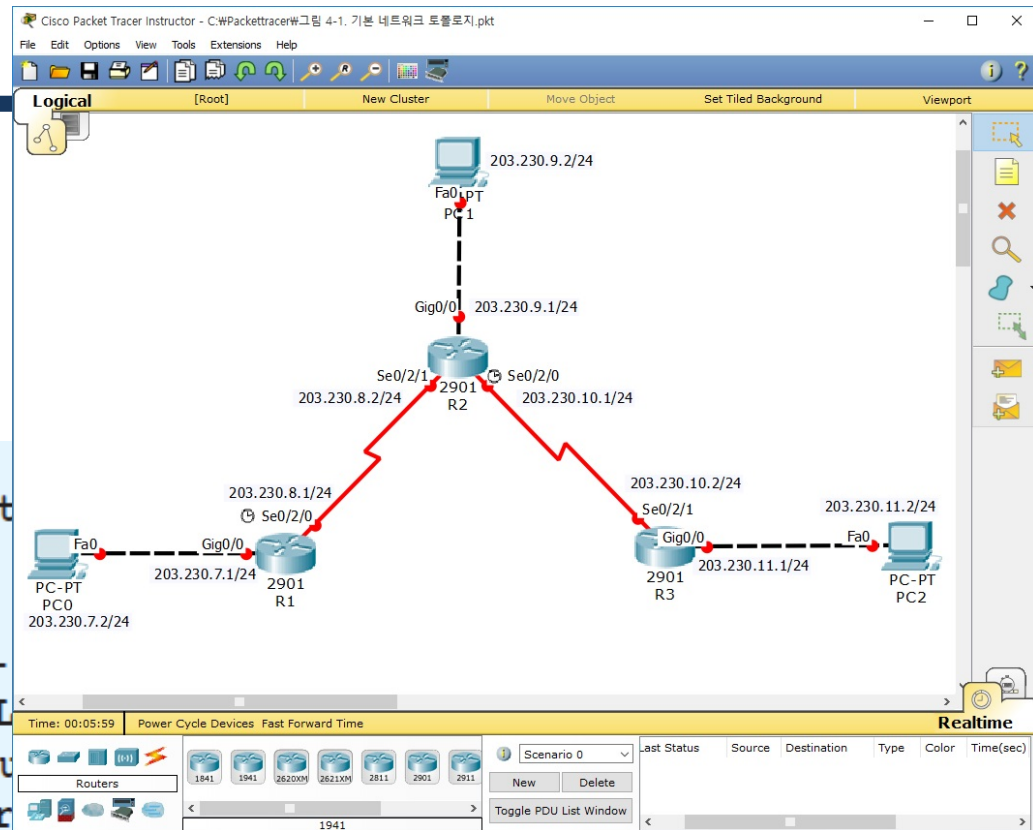 Cisco Packet Tracer Instructor - C:₩Packettracer₩그림 4-1. 기본 네트워크 토폴로지.pkt
File Edit Options View Tools Extensions Help
Logical [Root] New Cluster Move Object Set Tiled Background Viewport
203.230.9.2/24
Fa0
PC1
Gig0/0 203.230.9.1/24
Se0/2/1 Se0/2/0
2901
203.230.8.2/24 203.230.10.1/24
R2
203.230.10.2/24
203.230.8.1/24
203.230.11.2/24
Se0/2/0 Se0/2/1
Fa0 Gig0/0 Gig0/0 Fa0
203.230.7.1/24 203.230.11.1/24
PC-PT 2901 2901 PC-PT
PC0 R1 R3 PC2
203.230.7.2/24
Time: 00:05:59 Power Cycle Devices Fast Forward Time Realtime
Routers
1841 1941 2620XM 2621XM 2811 2901 2911
1941
Scenario 0
New Delete
Toggle PDU List Window
Last Status Source Destination Type Color Time(sec)